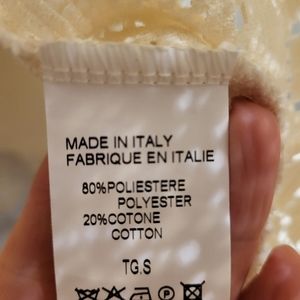 MADE IN ITALY
FABRIQUE EN ITALIE
80%POLIESTERE
POLYESTER
20%COTONE
COTTON
TG.S